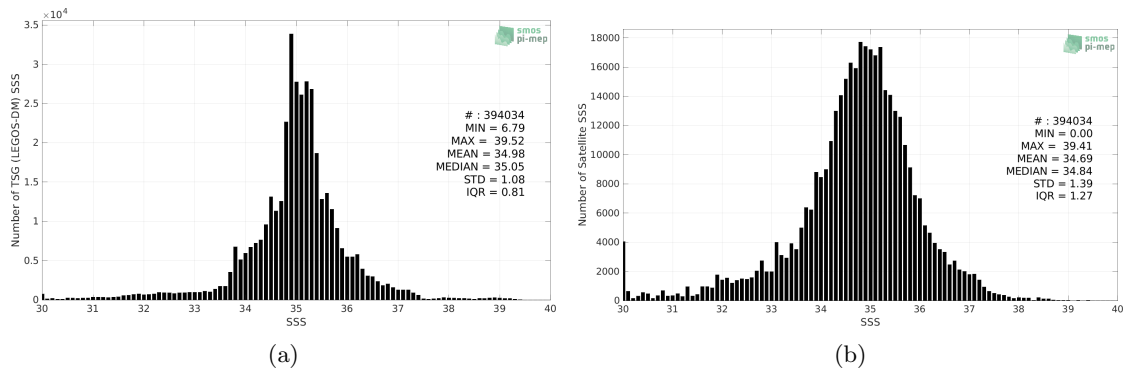 ×10^4
smos
pi-mep
Number of TSG (LEGOS-DM) SSS
3.5
3
2.5
2
1.5
1
0.5
0
# : 394034
MIN = 6.79
MAX = 39.52
MEAN = 34.98
MEDIAN = 35.05
STD = 1.08
IQR = 0.81
30 31 32 33 34 35 36 37 38 39 40
SSS
(a)
smos
pi-mep
Number of Satellite SSS
18000
16000
14000
12000
10000
8000
6000
4000
2000
0
# : 394034
MIN = 0.00
MAX = 39.41
MEAN = 34.69
MEDIAN = 34.84
STD = 1.39
IQR = 1.27
30 31 32 33 34 35 36 37 38 39 40
SSS
(b)